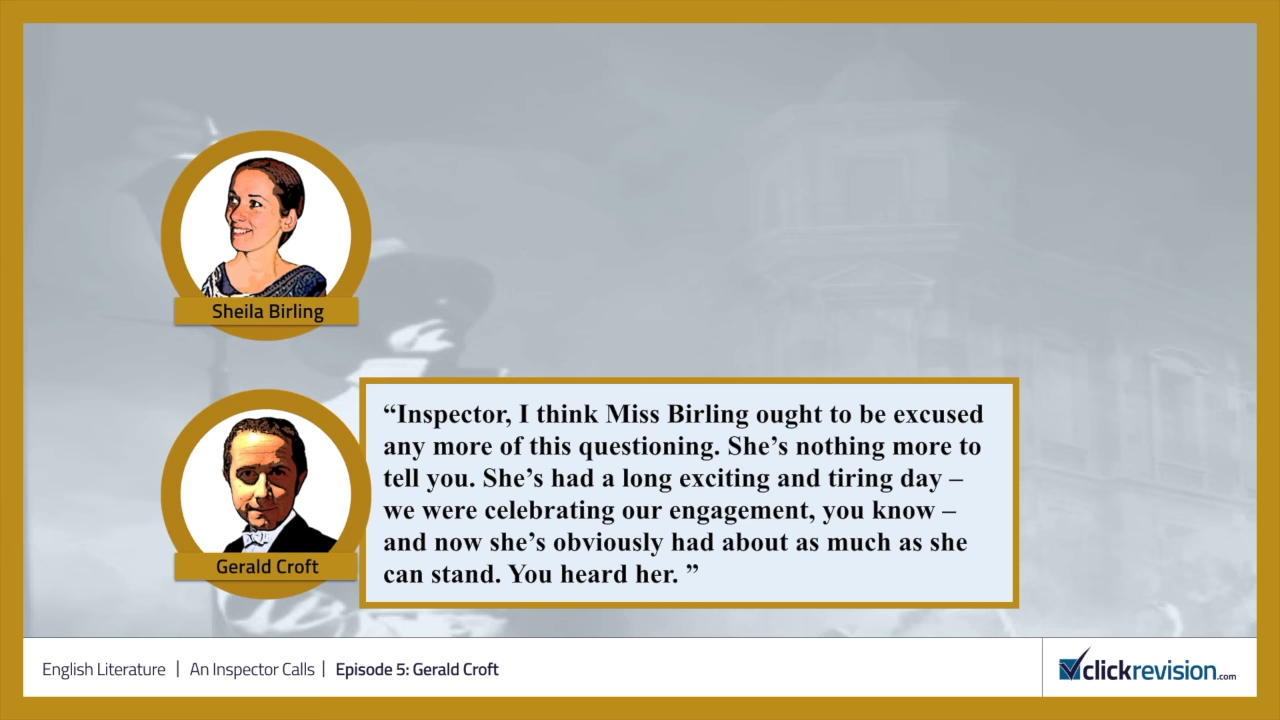 Sheila Birling
Gerald Croft
“Inspector, I think Miss Birling ought to be excused
any more of this questioning. She’s nothing more to
tell you. She’s had a long exciting and tiring day –
we were celebrating our engagement, you know –
and now she’s obviously had about as much as she
can stand. You heard her. ”
English Literature | An Inspector Calls | Episode 5: Gerald Croft
clickrevision.com